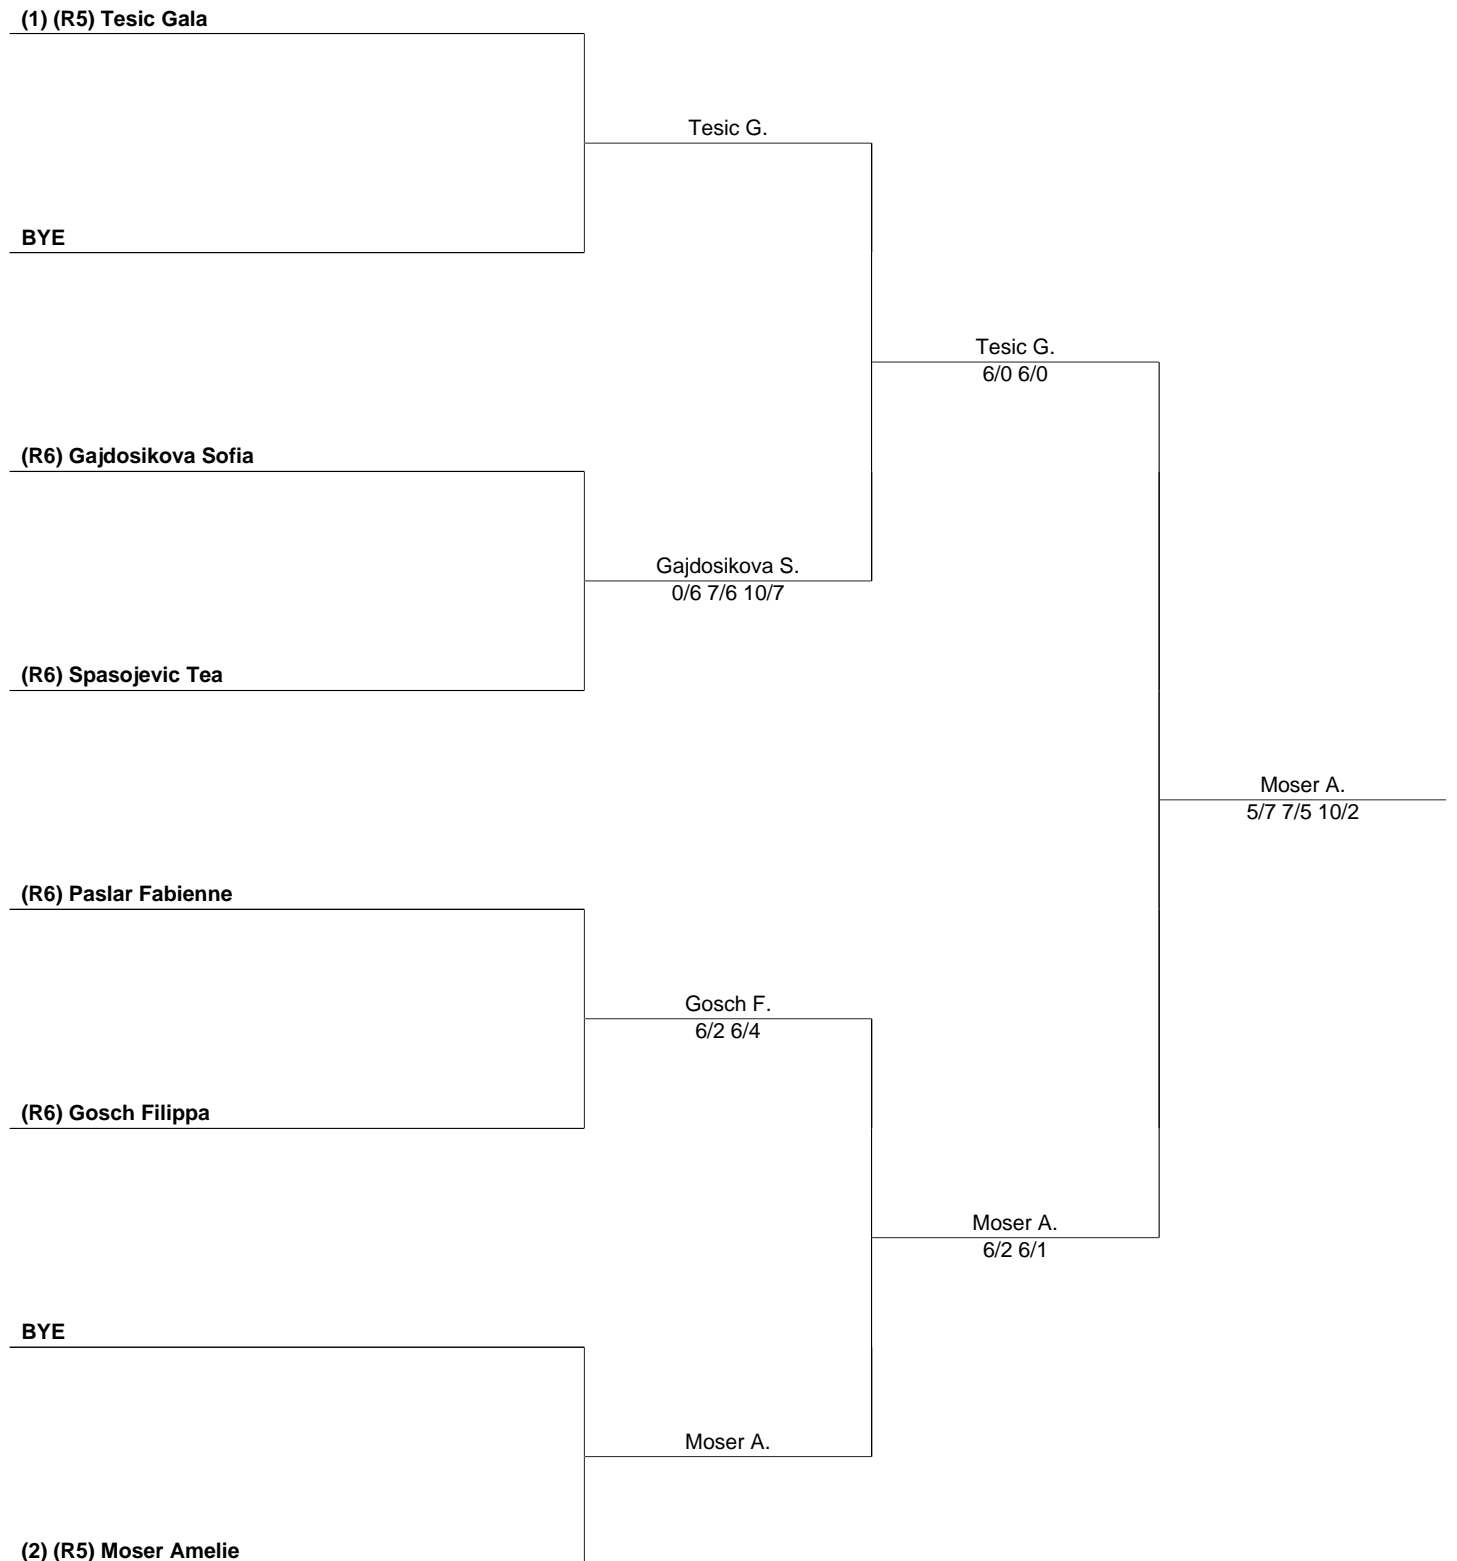 (1) (R5) Tesic Gala
Tesic G.
BYE
Tesic G.
6/0 6/0
(R6) Gajdosikova Sofia
Gajdosikova S.
0/6 7/6 10/7
(R6) Spasojevic Tea
Moser A.
5/7 7/5 10/2
(R6) Paslar Fabienne
Gosch F.
6/2 6/4
(R6) Gosch Filippa
Moser A.
6/2 6/1
BYE
Moser A.
(2) (R5) Moser Amelie